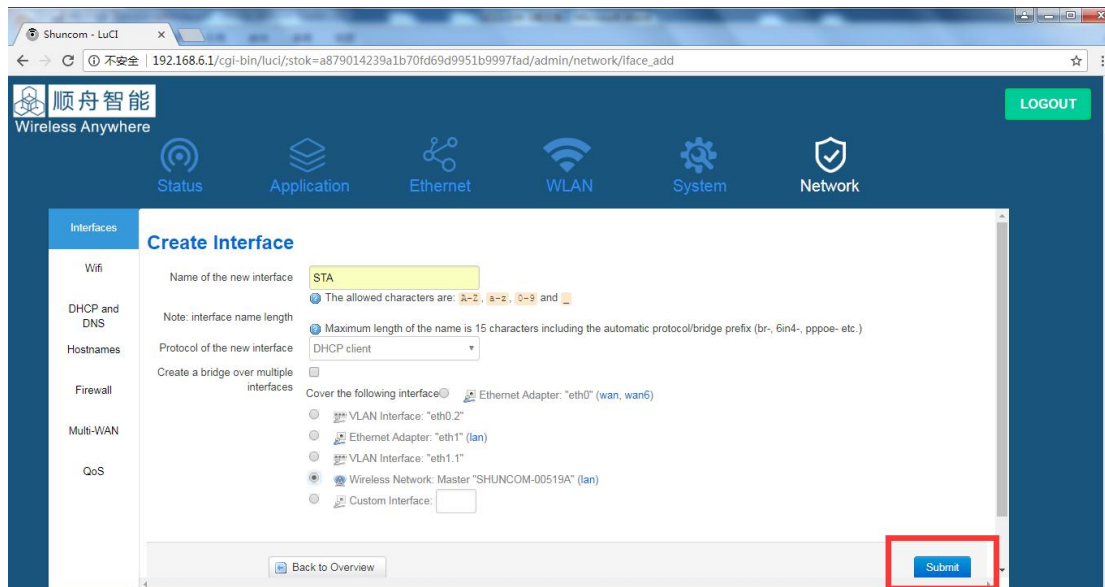 Shuncom - LuCI
不安全 192.168.6.1/cgi-bin/luci/;stok=a879014239a1b70fd69d9951b9997fad/admin/network/iface_add
顺舟智能
LOGOUT
Wireless Anywhere
Status Application Ethernet WLAN System Network
Interfaces
Wifi
DHCP and
DNS
Hostnames
Firewall
Multi-WAN
QoS
Create Interface
Name of the new interface STA
The allowed characters are: A-Z, a-z, 0-9 and _
Note: interface name length
Maximum length of the name is 15 characters including the automatic protocol/bridge prefix (br-, 6in4-, pppoe- etc.)
Protocol of the new interface DHCP client
Create a bridge over multiple
interfaces
Cover the following interface Ethernet Adapter: "eth0" (wan, wan6)
VLAN Interface: "eth0.2"
Ethernet Adapter: "eth1" (lan)
VLAN Interface: "eth1.1"
Wireless Network: Master "SHUNCOM-00519A" (lan)
Custom Interface:
Back to Overview
Submit